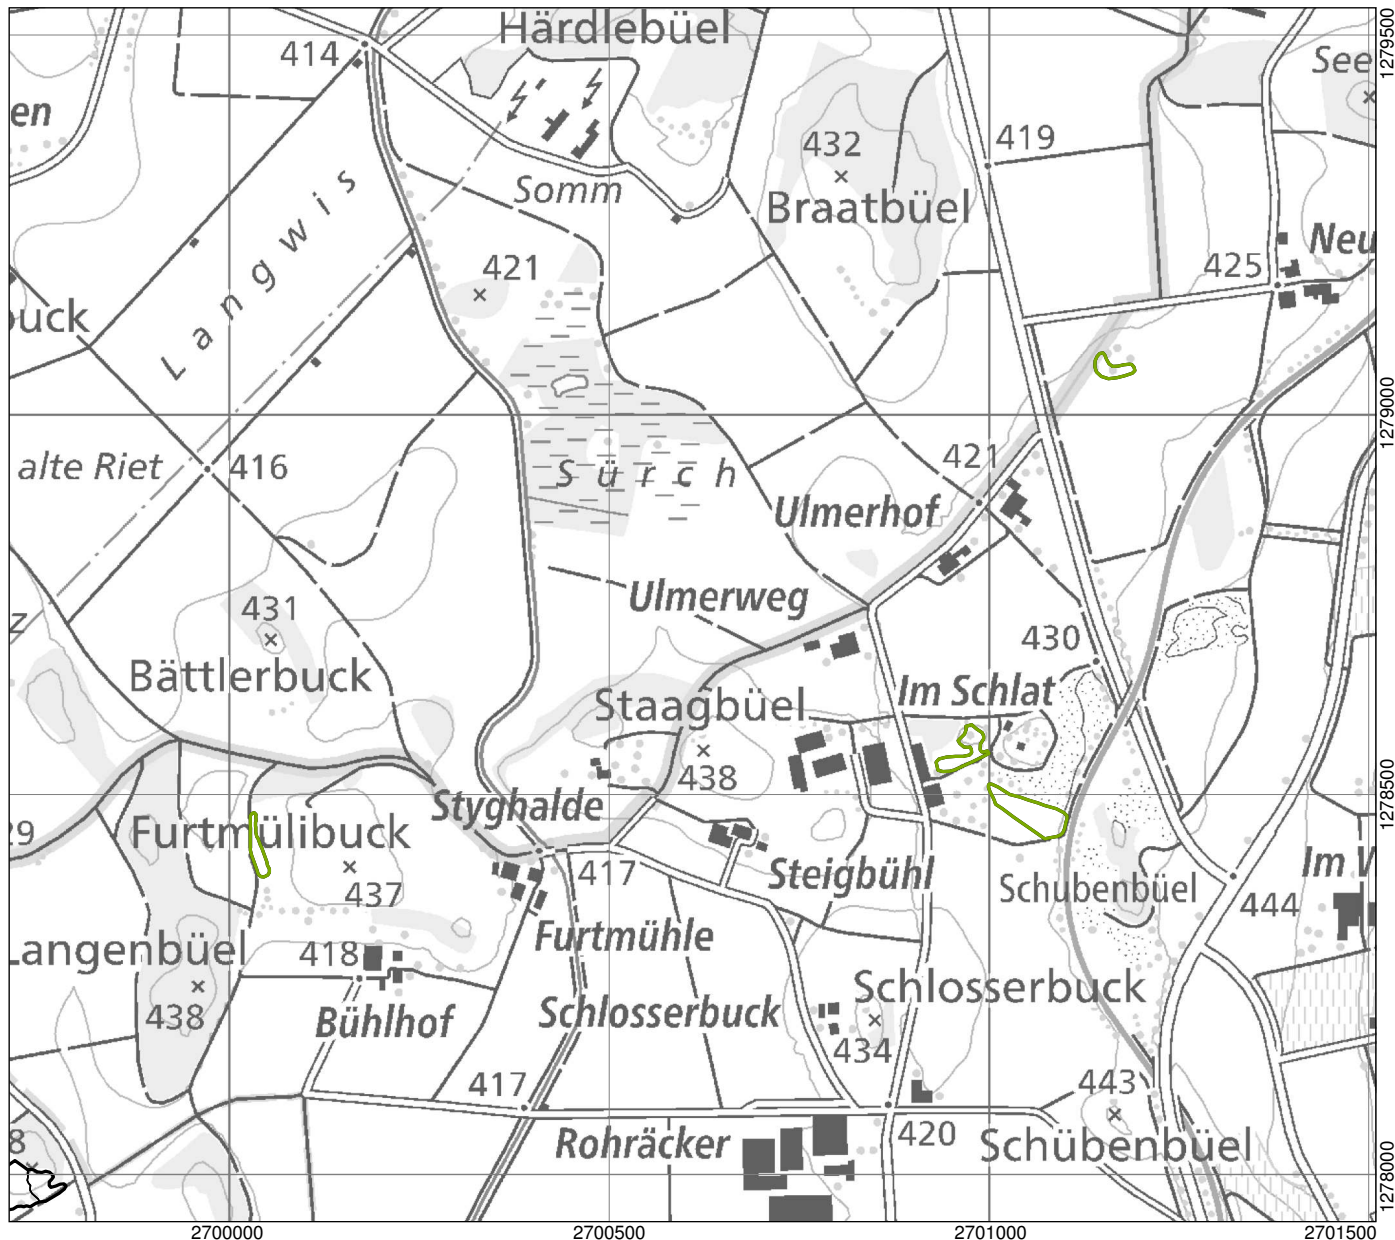 Härdlebüel
414
See
1279500
en
432
419
Somm
Braatbüel
Langwis
421
425
Neu
buck
1279000
alte Riet
416
Sürch
421
Ulmerhof
Ulmerweg
431
430
z
Bättlerbuck
Im Schlat
Staagbüel
438
1278500
Styghalde
29
Furtmülibuck
437
417
Steigbühl
Schubenbüel
Im W
444
Furtmühle
Langenbüel
418
438
Bühlhof
Schlosserbuck
Schlosserbuck
434
417
443
8
Rohräcker
420
Schübenbüel
1278000
2700000
2700500
2701000
2701500